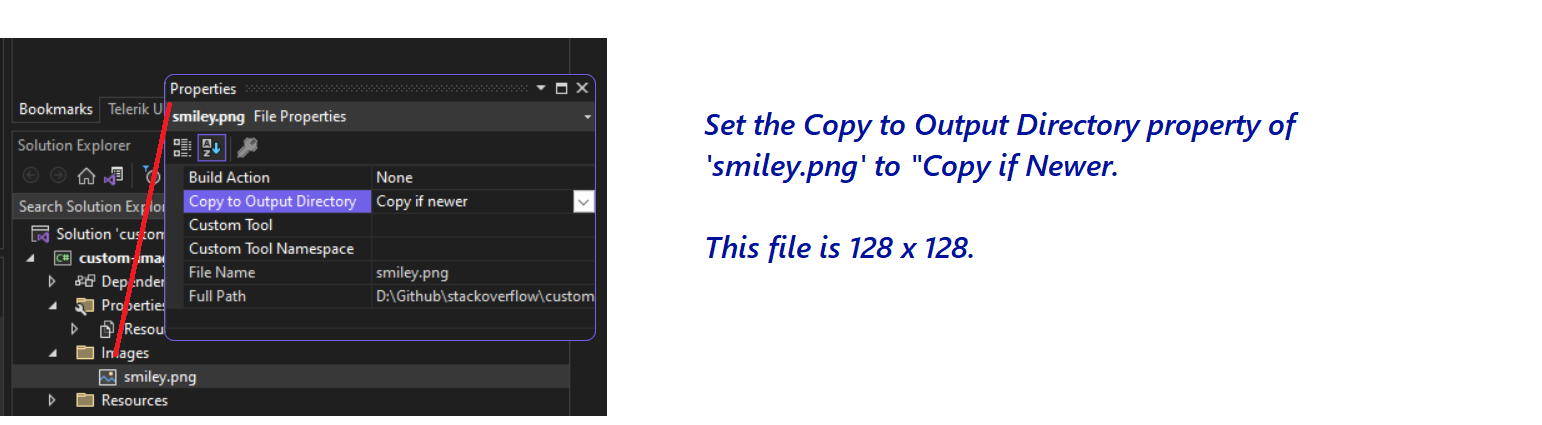 Properties
Bookmarks Telerik U
smiley.png File Properties
Solution Explorer
Build Action None
Copy to Output Directory Copy if newer
Search Solution Explo
Custom Tool
Solution 'custom
Custom Tool Namespace
custom-imag
File Name smiley.png
Depender
Full Path D:\Github\stackoverflow\custom
Properties
Resou
Images
smiley.png
Resources
Set the Copy to Output Directory property of
'smiley.png' to "Copy if Newer.
This file is 128 x 128.